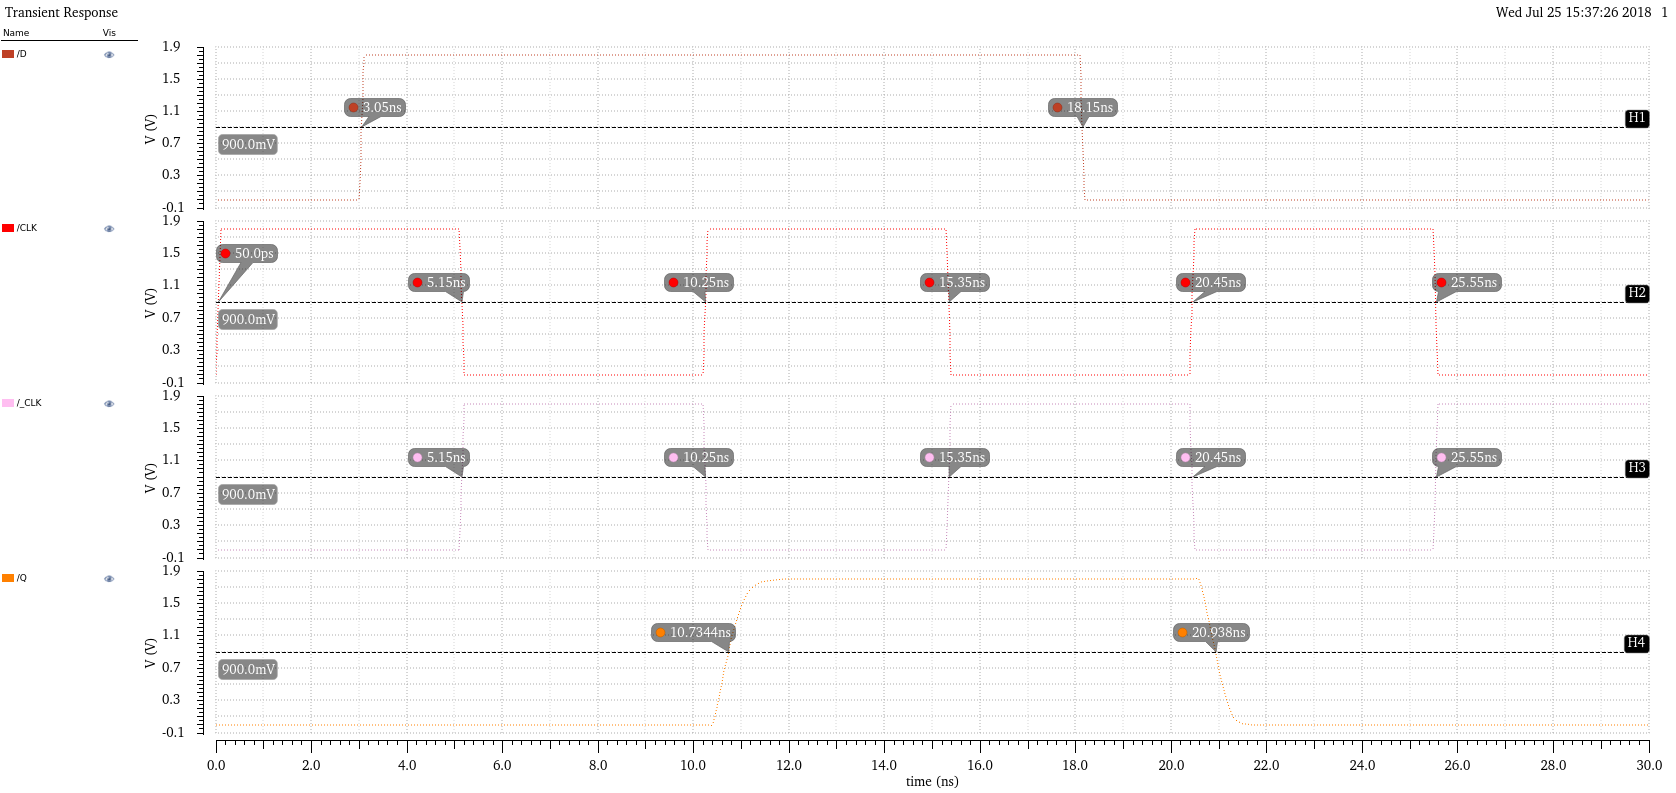 Transient Response
Wed Jul 25 15:37:26 2018 1
Name Vis
/D
1.9
1.5
1.1
0.7
0.3
-0.1
V (V)
3.05ns
18.15ns
900.0mV
H1
/CLK
1.9
1.5
1.1
0.7
0.3
-0.1
V (V)
50.0ps
5.15ns
10.25ns
15.35ns
20.45ns
25.55ns
900.0mV
H2
/_CLK
1.9
1.5
1.1
0.7
0.3
-0.1
V (V)
5.15ns
10.25ns
15.35ns
20.45ns
25.55ns
900.0mV
H3
/Q
1.9
1.5
1.1
0.7
0.3
-0.1
V (V)
10.7344ns
20.938ns
900.0mV
H4
0.0 2.0 4.0 6.0 8.0 10.0 12.0 14.0 16.0 18.0 20.0 22.0 24.0 26.0 28.0 30.0
time (ns)